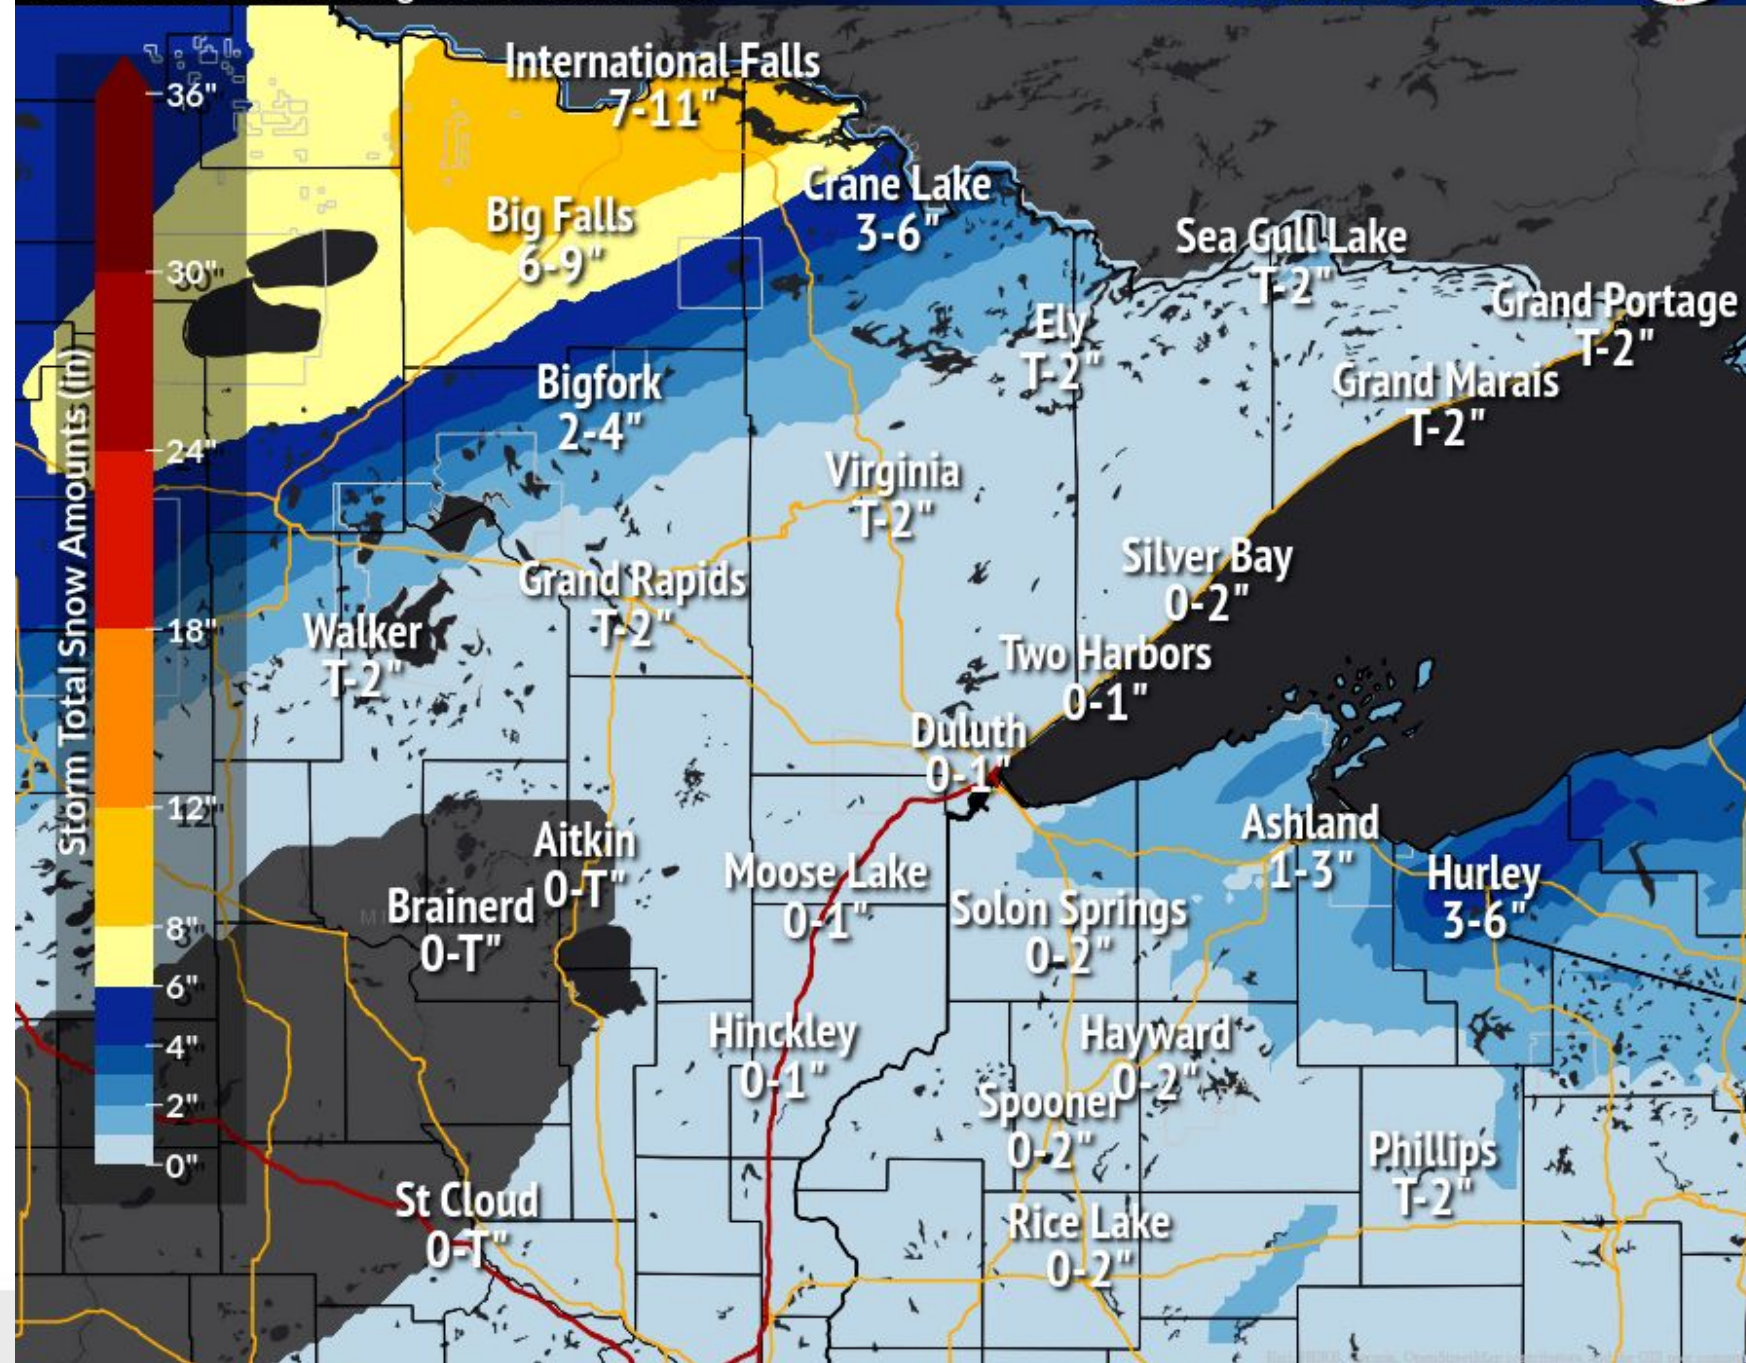 International Falls
7-11"
36"
Crane Lake
3-6"
Big Falls
6-9"
Sea Gull Lake
T-2"
30"
Grand Portage
T-2"
Ely
T-2"
Bigfork
2-4"
Grand Marais
T-2"
24"
Virginia
T-2"
Storm Total Snow Amounts (in)
Silver Bay
0-2"
Grand Rapids
T-2"
18"
Walker
T-2"
Two Harbors
0-1"
Duluth
0-1"
12"
Aitkin
0-T"
Ashland
1-3"
Moose Lake
0-1"
Hurley
3-6"
Brainerd
0-T"
Solon Springs
0-2"
8"
6"
Hinckley
0-1"
Hayward
0-2"
4"
Spooner
0-2"
2"
Phillips
T-2"
0"
St Cloud
0-T"
Rice Lake
0-2"